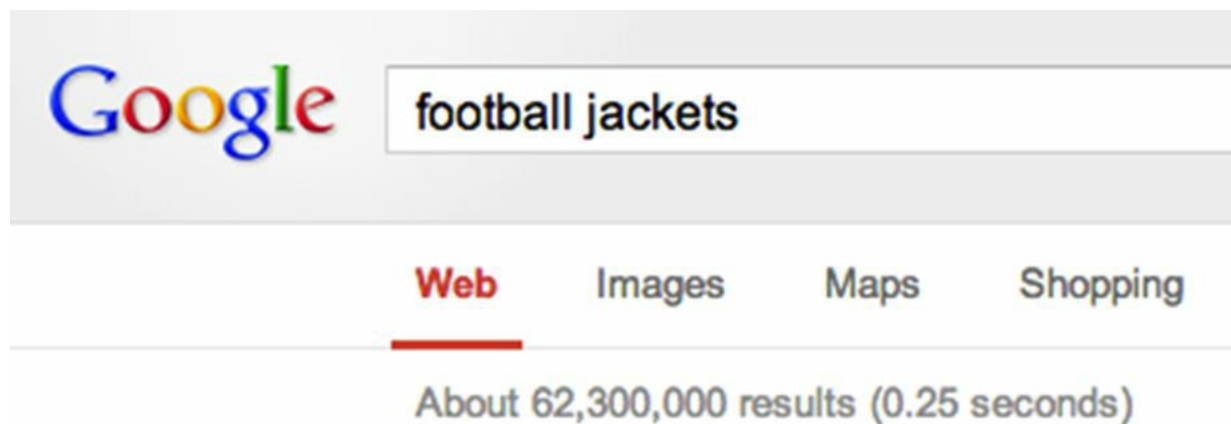 Google football jackets
Web Images Maps Shopping
About 62,300,000 results (0.25 seconds)